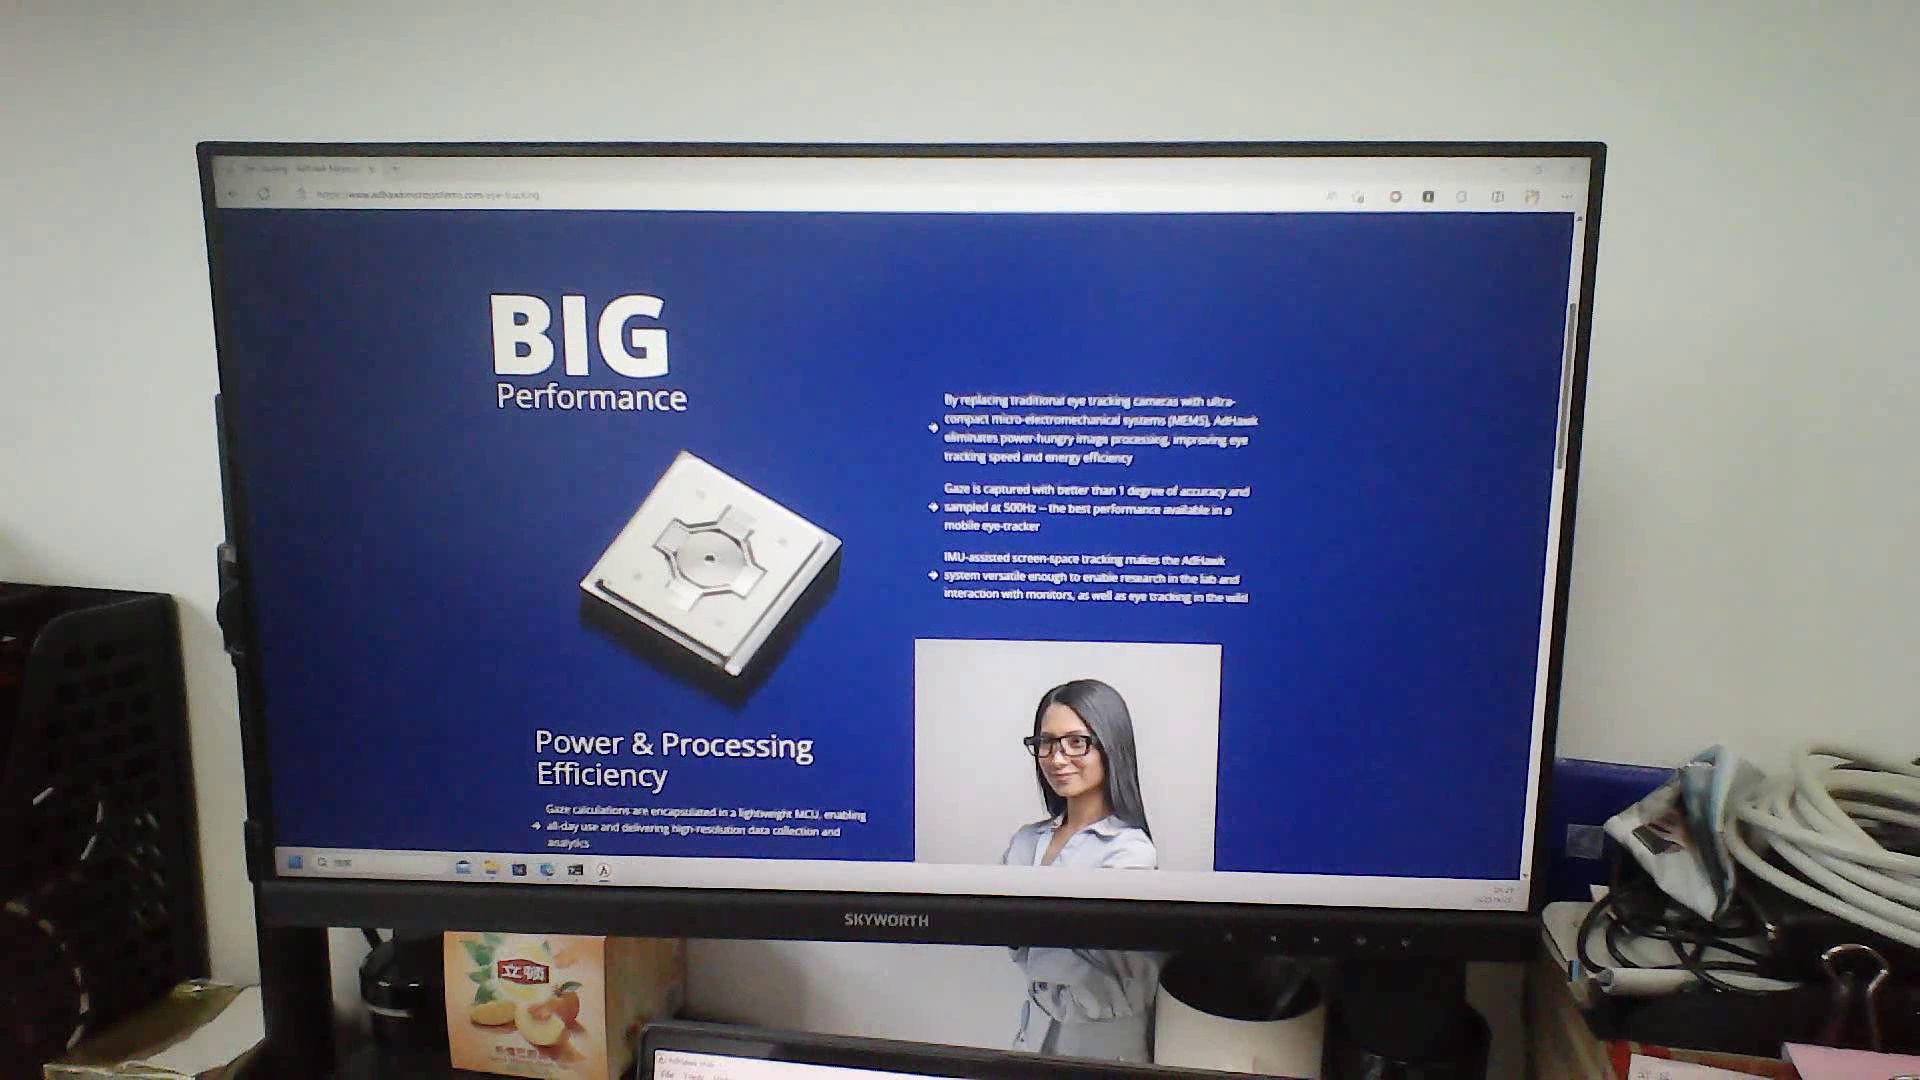 https://www.adhawkmicrosystems.com/eye-tracking
BIG
Performance
By replacing traditional eye tracking cameras with ultra-
compact micro-electromechanical systems (MEMS), AdHawk
eliminates power-hungry image processing, improving eye
tracking speed and energy efficiency
Gaze is captured with better than 1 degree of accuracy and
sampled at 500Hz – the best performance available in a
mobile eye-tracker
IMU-assisted screen-space tracking makes the AdHawk
system versatile enough to enable research in the lab and
interaction with monitors, as well as eye tracking in the wild
Power & Processing
Efficiency
Gaze calculations are encapsulated in a lightweight MCU, enabling
all-day use and delivering high-resolution data collection and
analytics
搜索
SKYWORTH
立顿
File Tools